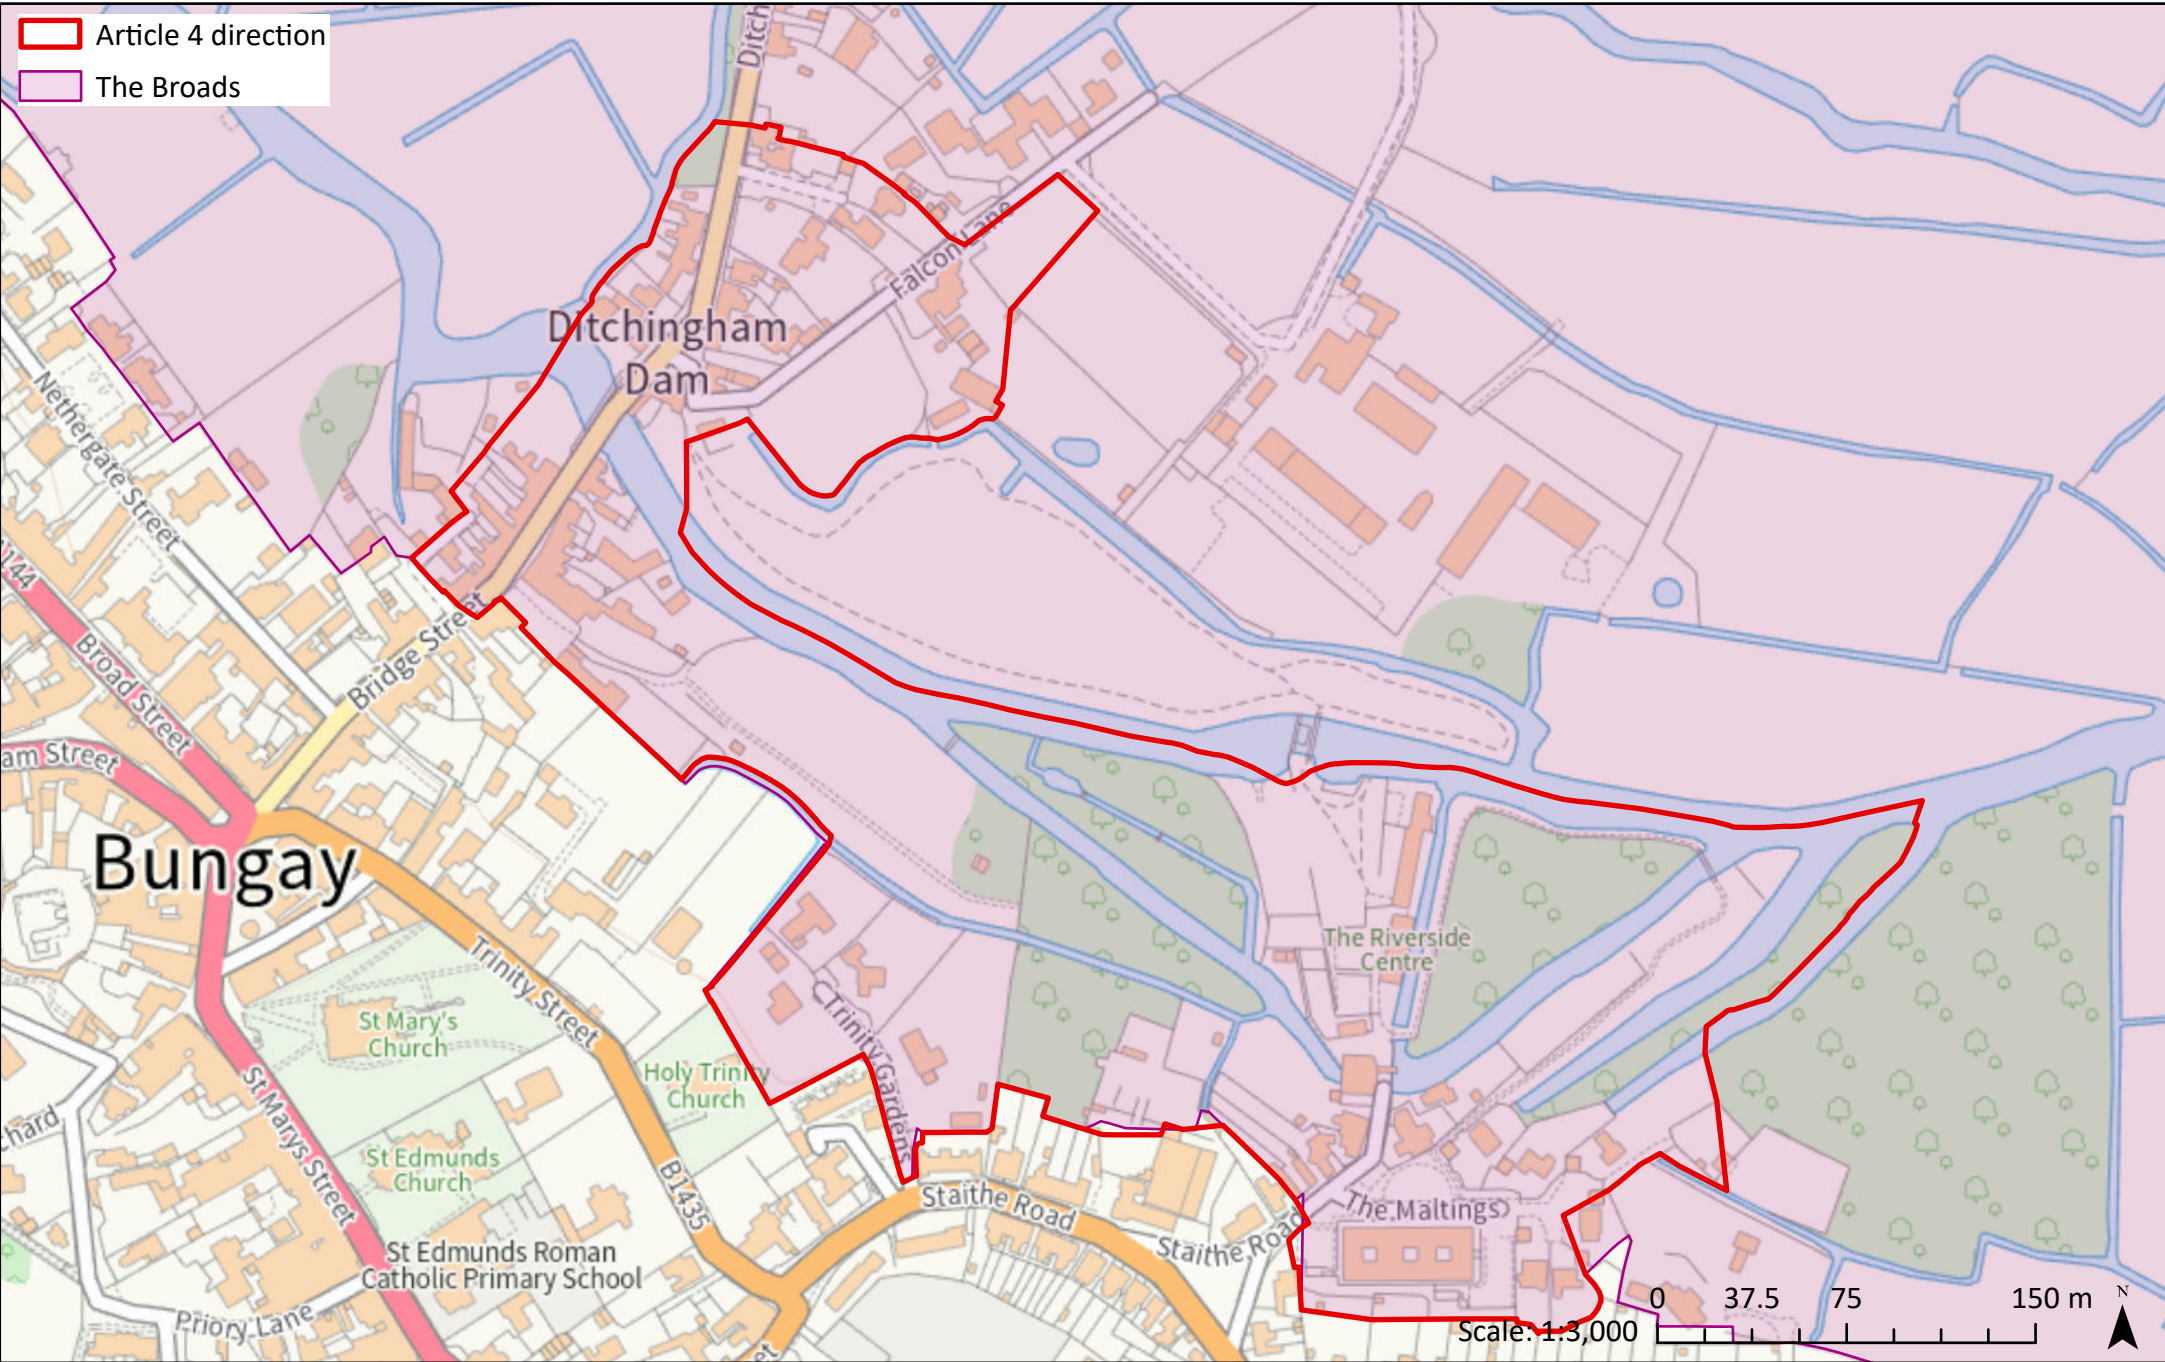 Article 4 direction
The Broads
Ditch
Falcon Lane
Ditchingham
Dam
Nethergate Street
Broad Street
Bridge Street
am Street
Bungay
Trinity Street
St Mary's
Church
Holy Trinity
Church
Trinity Gardens
St Edmunds
Church
St Marys Street
B1435
Staithe Road
Staithe Road
The Riverside
Centre
The Maltings
St Edmunds Roman
Catholic Primary School
Priory Lane
chard
et
0 37.5 75 150 m
N
Scale: 1:3,000